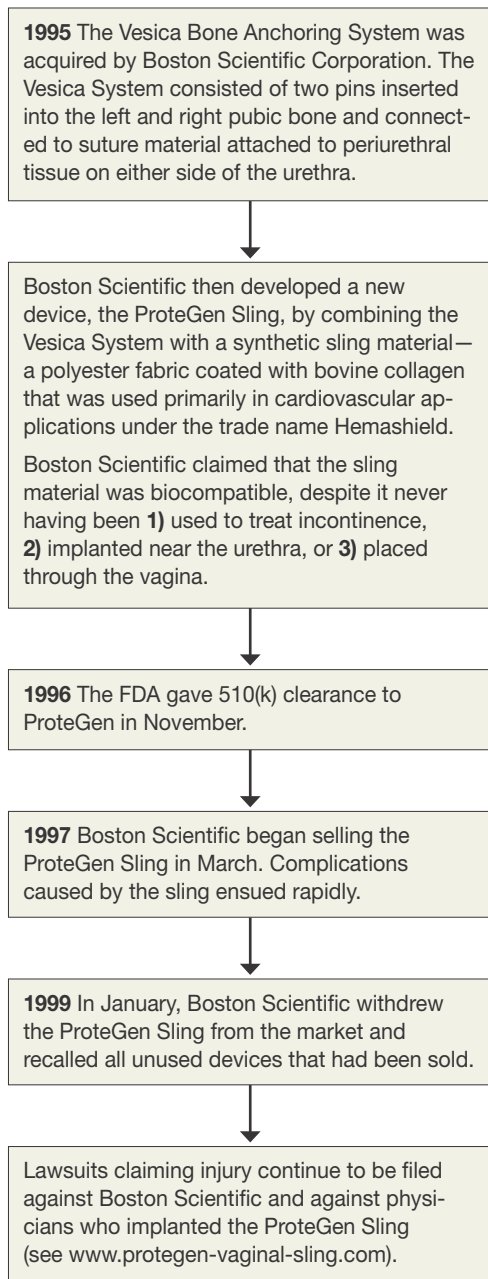 1995 The Vesica Bone Anchoring System was
acquired by Boston Scientific Corporation. The
Vesica System consisted of two pins inserted
into the left and right pubic bone and connect-
ed to suture material attached to periurethral
tissue on either side of the urethra.
Boston Scientific then developed a new
device, the ProteGen Sling, by combining the
Vesica System with a synthetic sling material—
a polyester fabric coated with bovine collagen
that was used primarily in cardiovascular ap-
plications under the trade name Hemashield.
Boston Scientific claimed that the sling
material was biocompatible, despite it never
having been 1) used to treat incontinence,
2) implanted near the urethra, or 3) placed
through the vagina.
1996 The FDA gave 510(k) clearance to
ProteGen in November.
1997 Boston Scientific began selling the
ProteGen Sling in March. Complications
caused by the sling ensued rapidly.
1999 In January, Boston Scientific withdrew
the ProteGen Sling from the market and
recalled all unused devices that had been sold.
Lawsuits claiming injury continue to be filed
against Boston Scientific and against physi-
cians who implanted the ProteGen Sling
(see www.protegen-vaginal-sling.com).